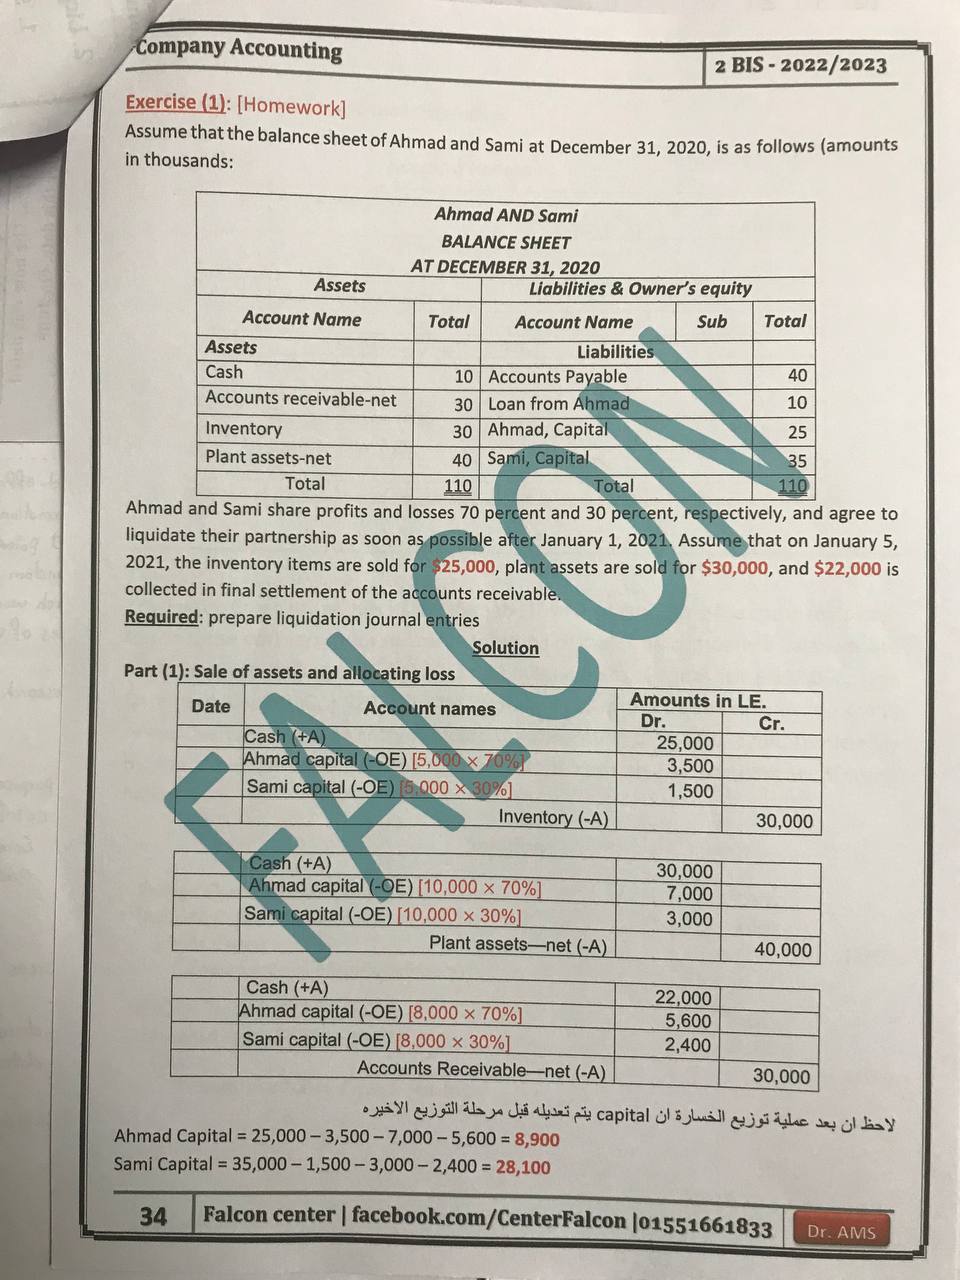 Company Accounting
2 BIS - 2022/2023
Exercise (1): [Homework]
Assume that the balance sheet of Ahmad and Sami at December 31, 2020, is as follows (amounts
in thousands:
Ahmad AND Sami
BALANCE SHEET
AT DECEMBER 31, 2020
Assets Liabilities & Owner's equity
Account Name Total Account Name Sub Total
Assets Liabilities
Cash 10 Accounts Payable 40
Accounts receivable-net 30 Loan from Ahmad 10
Inventory 30 Ahmad, Capital 25
Plant assets-net 40 Sami, Capital 35
Total 110 Total 110
Ahmad and Sami share profits and losses 70 percent and 30 percent, respectively, and agree to
liquidate their partnership as soon as possible after January 1, 2021. Assume that on January 5,
2021, the inventory items are sold for $25,000, plant assets are sold for $30,000, and $22,000 is
collected in final settlement of the accounts receivable.
Required: prepare liquidation journal entries
Solution
Part (1): Sale of assets and allocating loss
Date Account names Amounts in LE.
Dr. Cr.
Cash (+A) 25,000
Ahmad capital (-OE) [5,000 × 70%] 3,500
Sami capital (-OE) [5,000 × 30%] 1,500
Inventory (-A) 30,000
Cash (+A) 30,000
Ahmad capital (-OE) [10,000 × 70%] 7,000
Sami capital (-OE) [10,000 × 30%] 3,000
Plant assets—net (-A) 40,000
Cash (+A) 22,000
Ahmad capital (-OE) [8,000 × 70%] 5,600
Sami capital (-OE) [8,000 × 30%] 2,400
Accounts Receivable—net (-A) 30,000
لاحظ ان بعد عملية توزيع الخسارة ان capital يتم تعديله قبل مرحلة التوزيع الاخيره
Ahmad Capital = 25,000 – 3,500 – 7,000 – 5,600 = 8,900
Sami Capital = 35,000 – 1,500 – 3,000 – 2,400 = 28,100
34 Falcon center | facebook.com/CenterFalcon |01551661833 Dr. AMS
FALCON